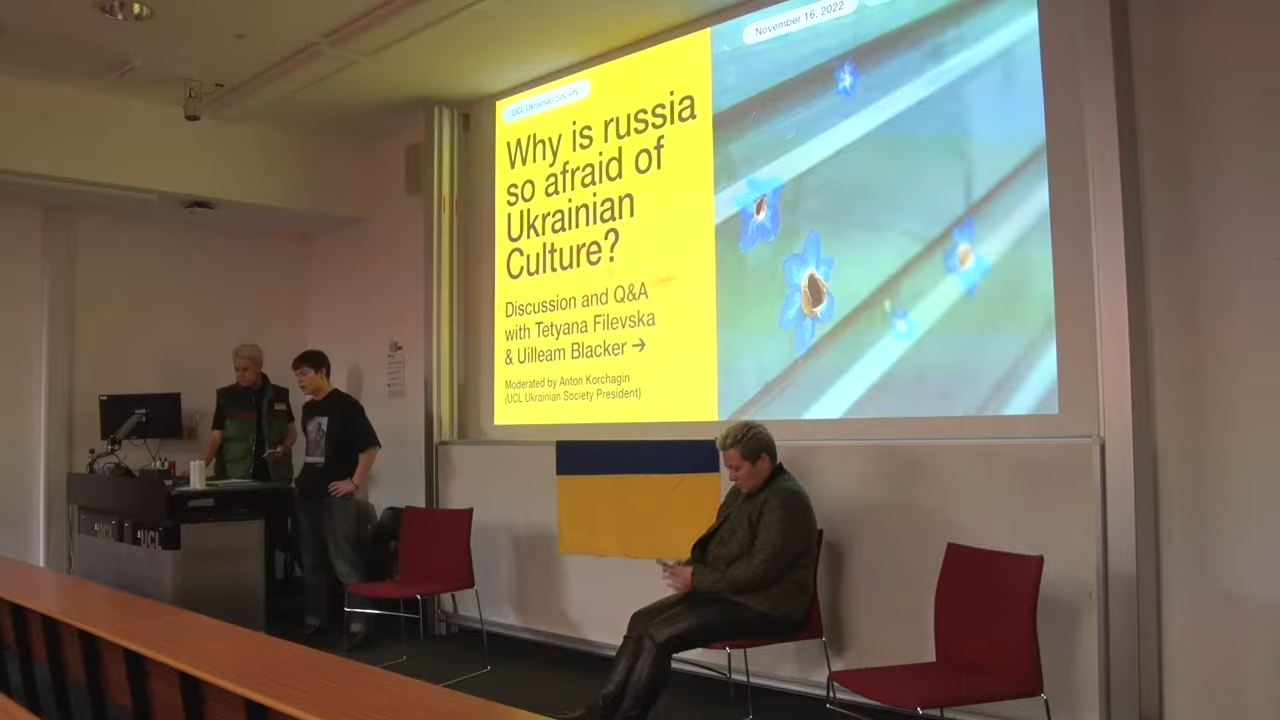 November 16, 2022
UCL Ukrainian Society
Why is russia
so afraid of
Ukrainian
Culture?
Discussion and Q&A
with Tetyana Filevska
& Uilleam Blacker →
Moderated by Anton Korchagin
(UCL Ukrainian Society President)
UCL
UCL